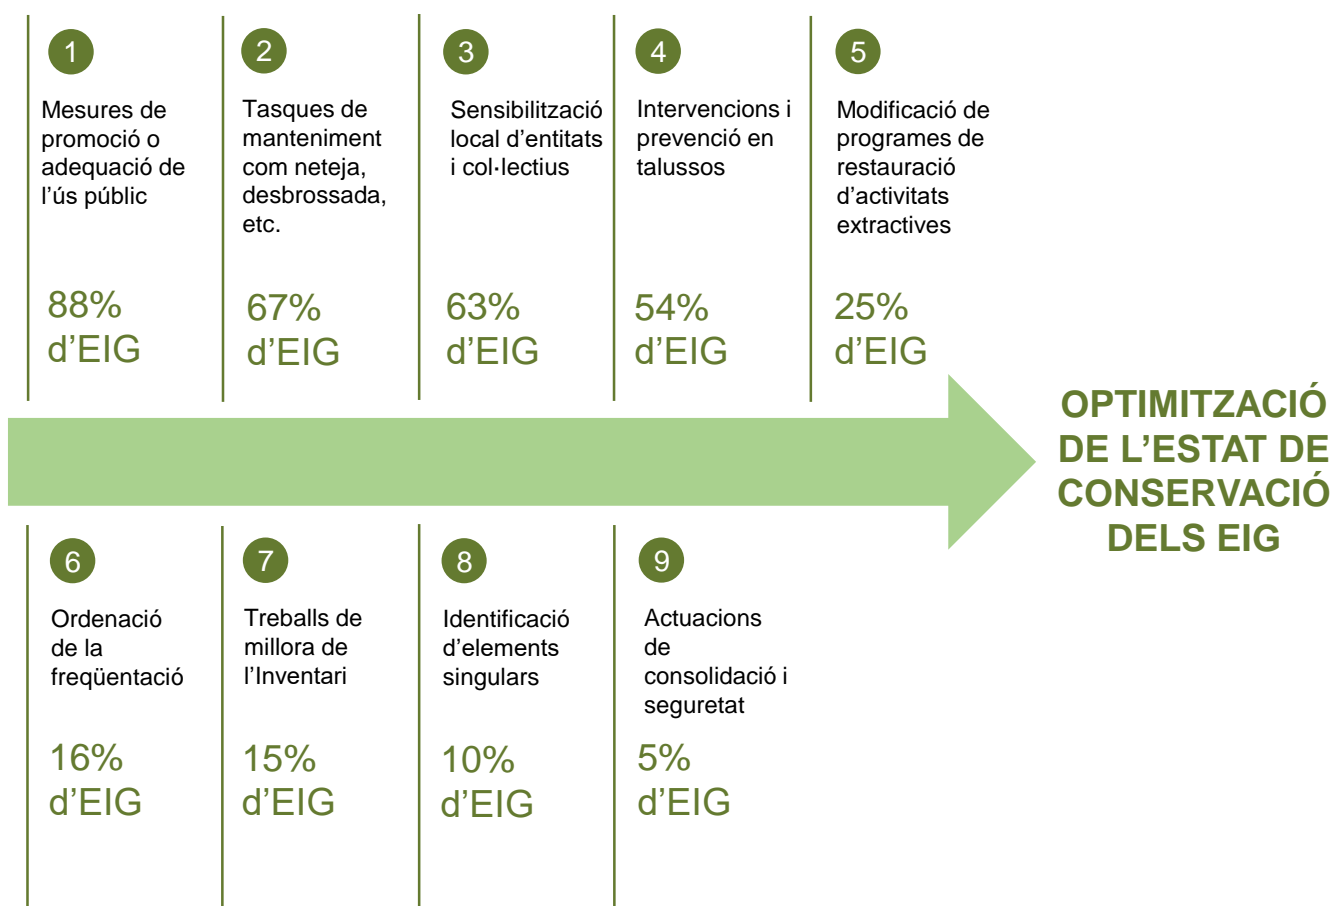 1
Mesures de
promoció o
adequació de
l’ús públic
88%
d’EIG
2
Tasques de
manteniment
com neteja,
desbrossada,
etc.
67%
d’EIG
3
Sensibilització
local d’entitats
i col·lectius
63%
d’EIG
4
Intervencions i
prevenció en
talussos
54%
d’EIG
5
Modificació de
programes de
restauració
d’activitats
extractives
25%
d’EIG
OPTIMITZACIÓ
DE L’ESTAT DE
CONSERVACIÓ
DELS EIG
6
Ordenació
de la
freqüentació
16%
d’EIG
7
Treballs de
millora de
l’Inventari
15%
d’EIG
8
Identificació
d’elements
singulars
10%
d’EIG
9
Actuacions
de
consolidació i
seguretat
5%
d’EIG